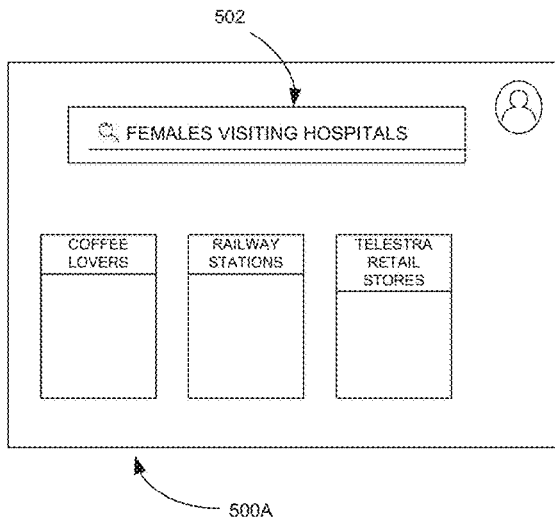 502
FEMALES VISITING HOSPITALS
COFFEE
LOVERS
RAILWAY
STATIONS
TELESTRA
RETAIL
STORES
500A